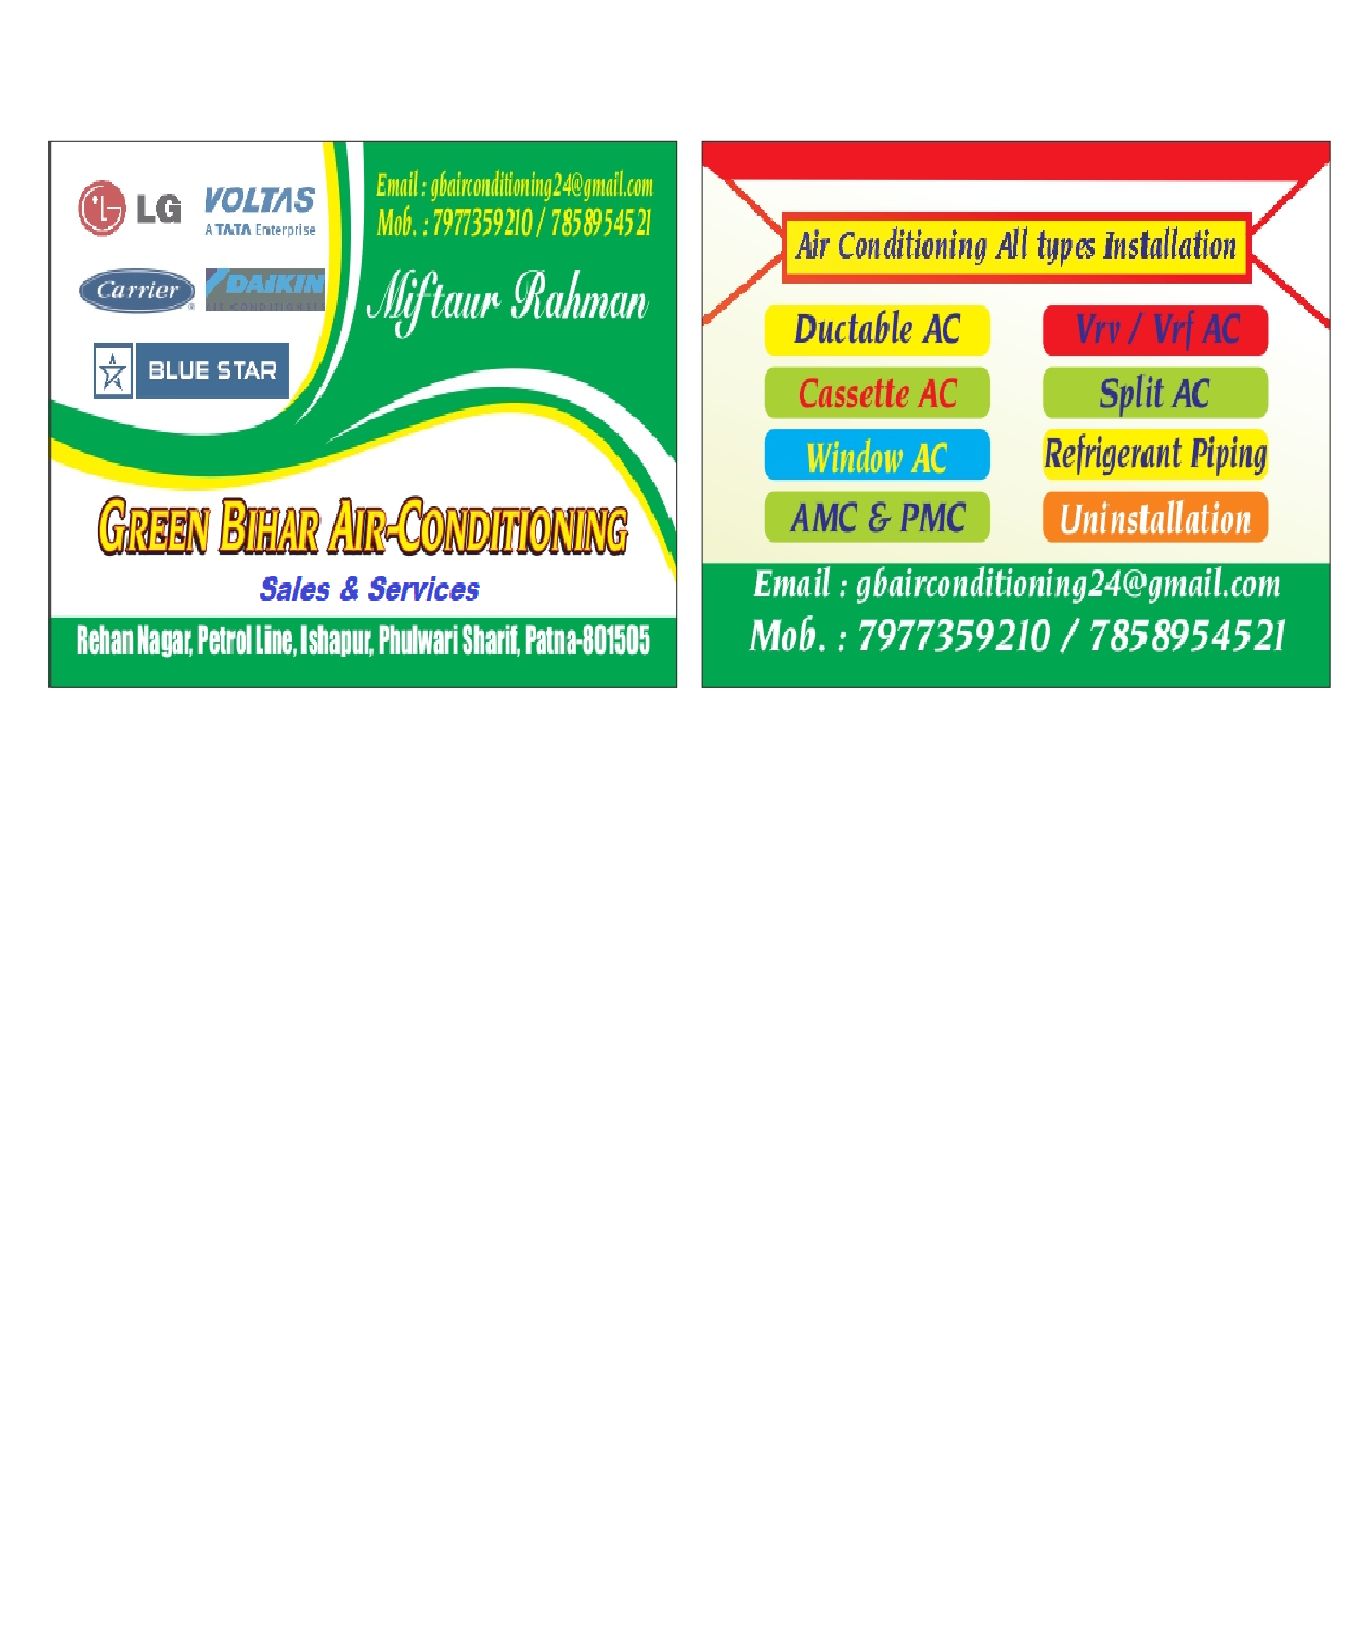 LG
VOLTAS
A TATA Enterprise
Carrier
DAIKIN
AIR CONDITIONERS
BLUE STAR
Email : gbairconditioning24@gmail.com
Mob. : 7977359210 / 7858954521
Miftaur Rahman
GREEN BIHAR AIR-CONDITIONING
Sales & Services
Rehan Nagar, Petrol Line, Ishapur, Phulwari Sharif, Patna-801505
Air Conditioning All types Installation
Ductable AC
Vrv / Vrf AC
Cassette AC
Split AC
Window AC
Refrigerant Piping
AMC & PMC
Uninstallation
Email : gbairconditioning24@gmail.com
Mob. : 7977359210 / 7858954521